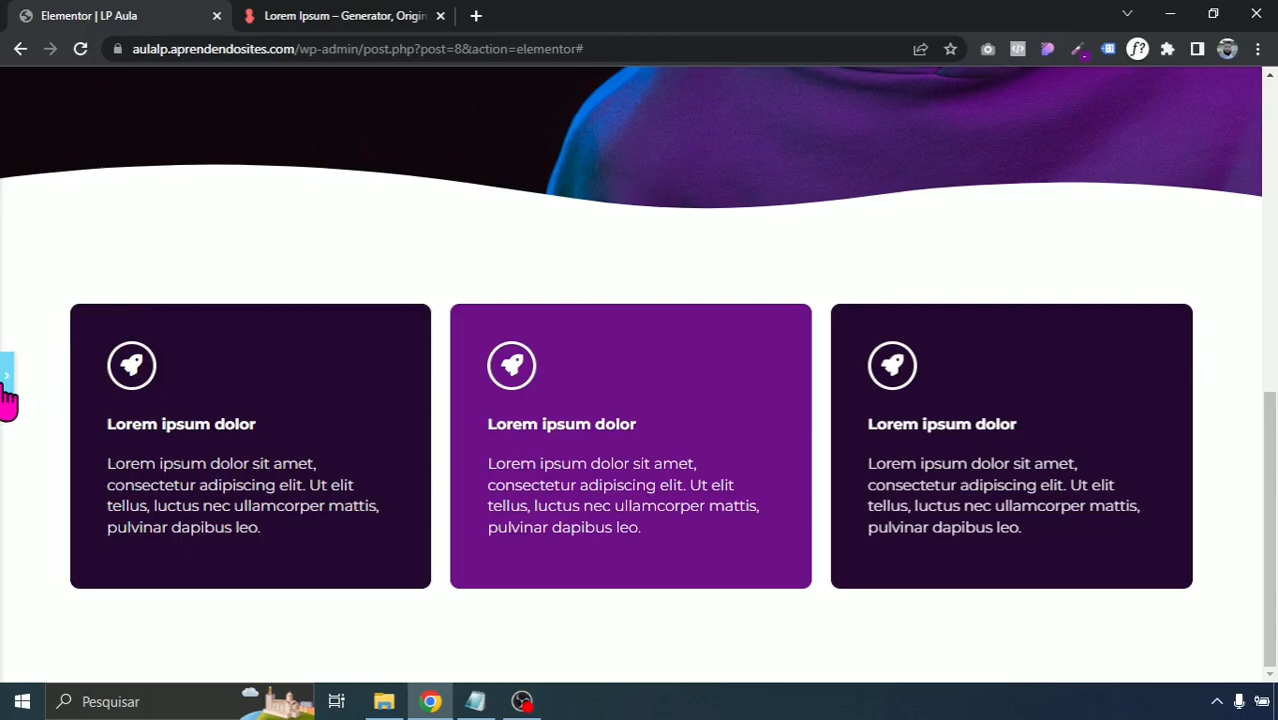 Elementor | LP Aula
Lorem Ipsum – Generator, Origin
aulalp.aprendendosites.com/wp-admin/post.php?post=8&action=elementor#
f?
Lorem ipsum dolor
Lorem ipsum dolor sit amet,
consectetur adipiscing elit. Ut elit
tellus, luctus nec ullamcorper mattis,
pulvinar dapibus leo.
Lorem ipsum dolor
Lorem ipsum dolor sit amet,
consectetur adipiscing elit. Ut elit
tellus, luctus nec ullamcorper mattis,
pulvinar dapibus leo.
Lorem ipsum dolor
Lorem ipsum dolor sit amet,
consectetur adipiscing elit. Ut elit
tellus, luctus nec ullamcorper mattis,
pulvinar dapibus leo.
Pesquisar